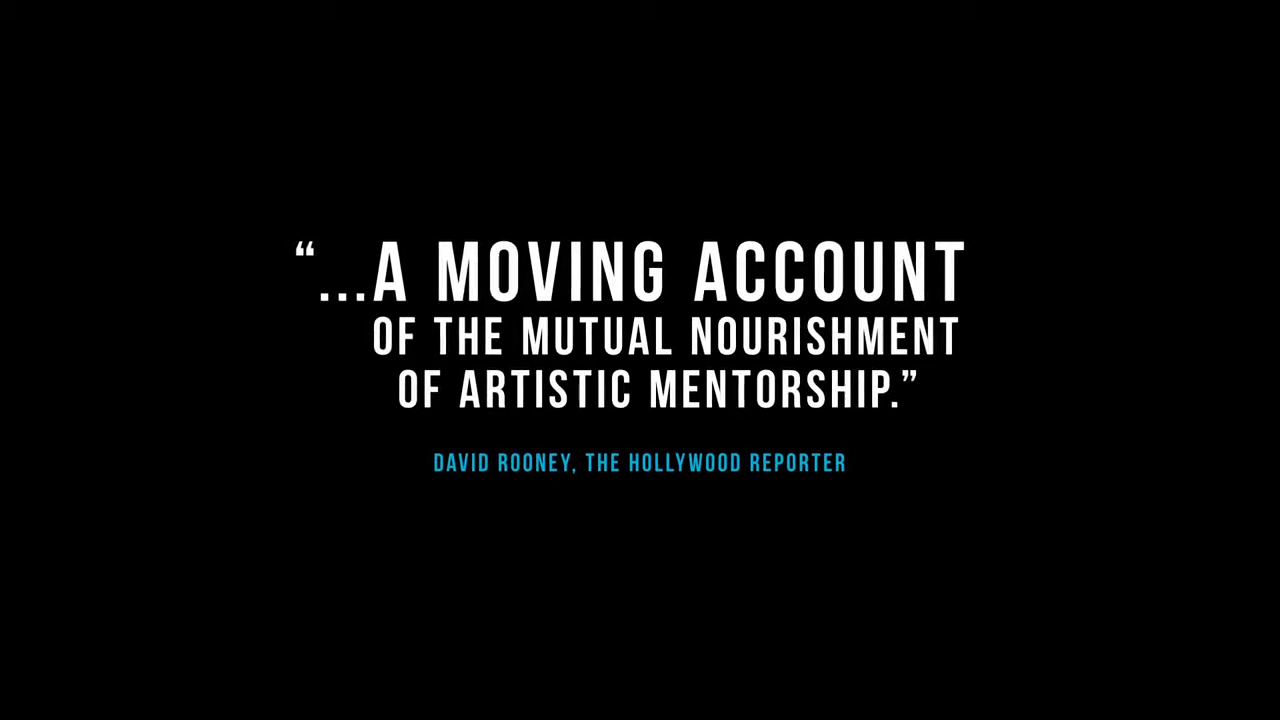 “...A MOVING ACCOUNT
OF THE MUTUAL NOURISHMENT
OF ARTISTIC MENTORSHIP.”
DAVID ROONEY, THE HOLLYWOOD REPORTER